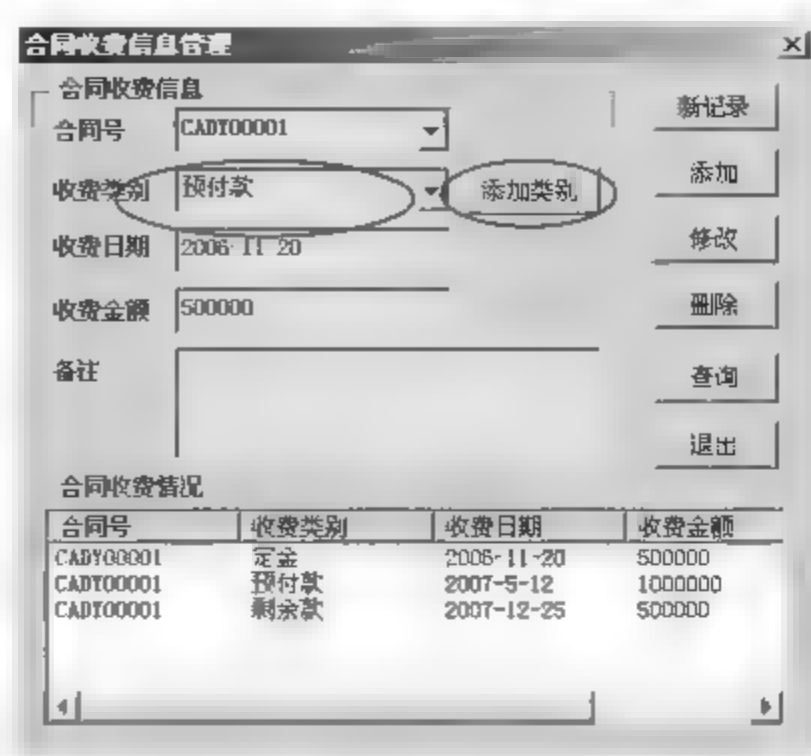 合同收费信息管理
合同收费信息
合同号 CADY00001
新记录
收费类别 预付款 添加类别
添加
收费日期 2006-11-20
修改
收费金额 500000
删除
备注
查询
退出
合同收费情况
合同号 收费类别 收费日期 收费金额
CADY00001 定金 2006-11-20 500000
CADY00001 预付款 2007-5-12 1000000
CADY00001 剩余款 2007-12-25 500000